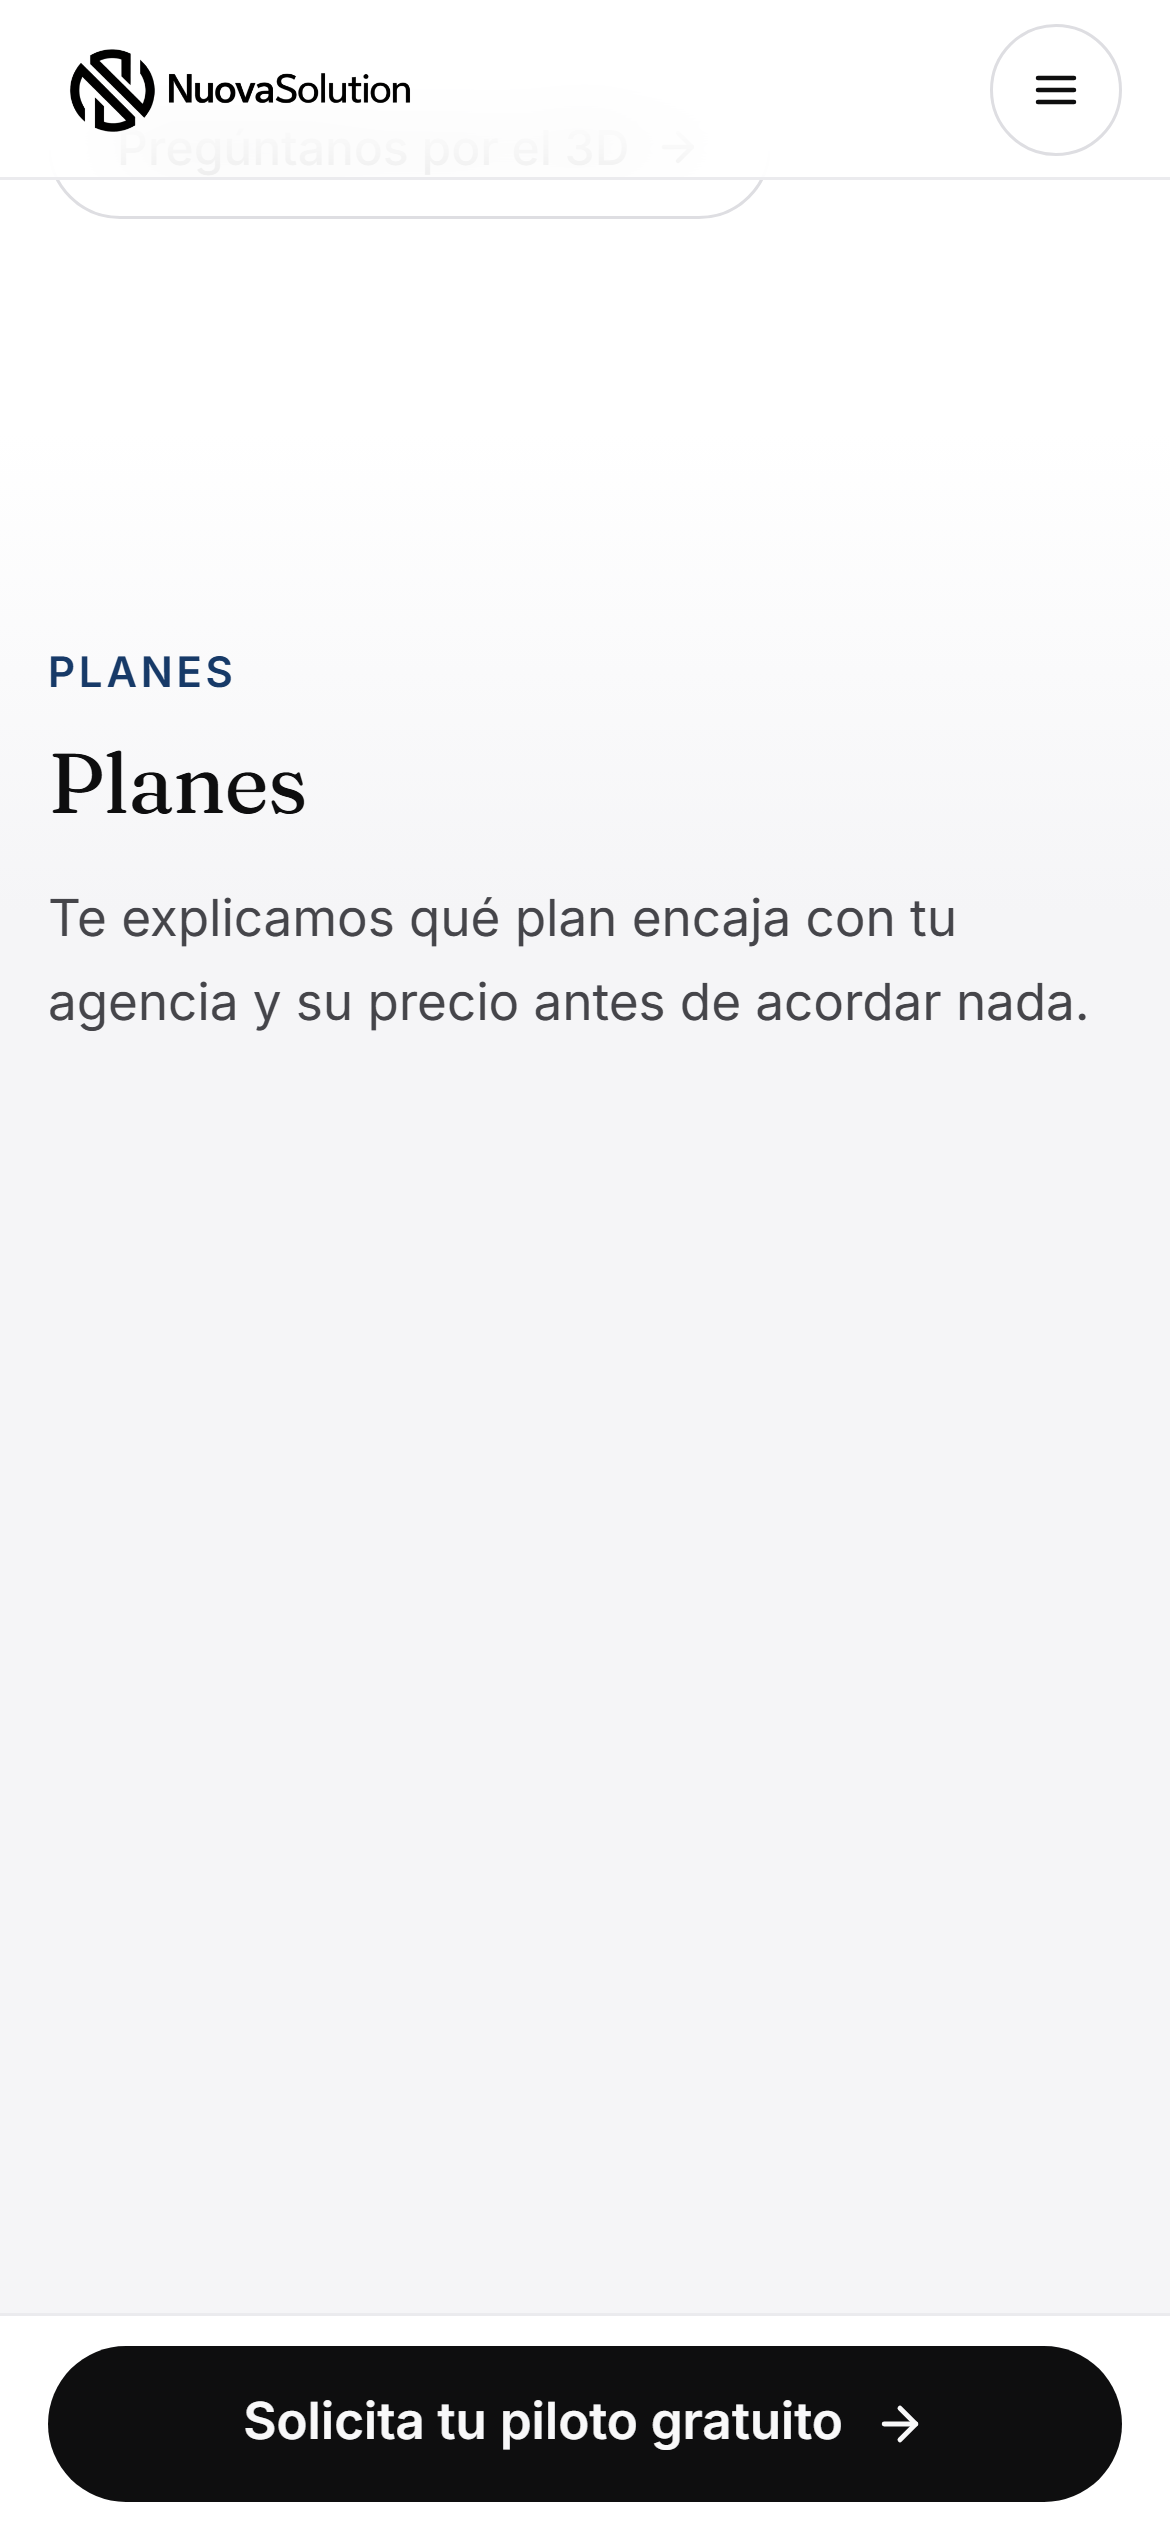 NuovaSolution
Pregúntanos por el 3D →
PLANES
Planes
Te explicamos qué plan encaja con tu
agencia y su precio antes de acordar nada.
Solicita tu piloto gratuito →